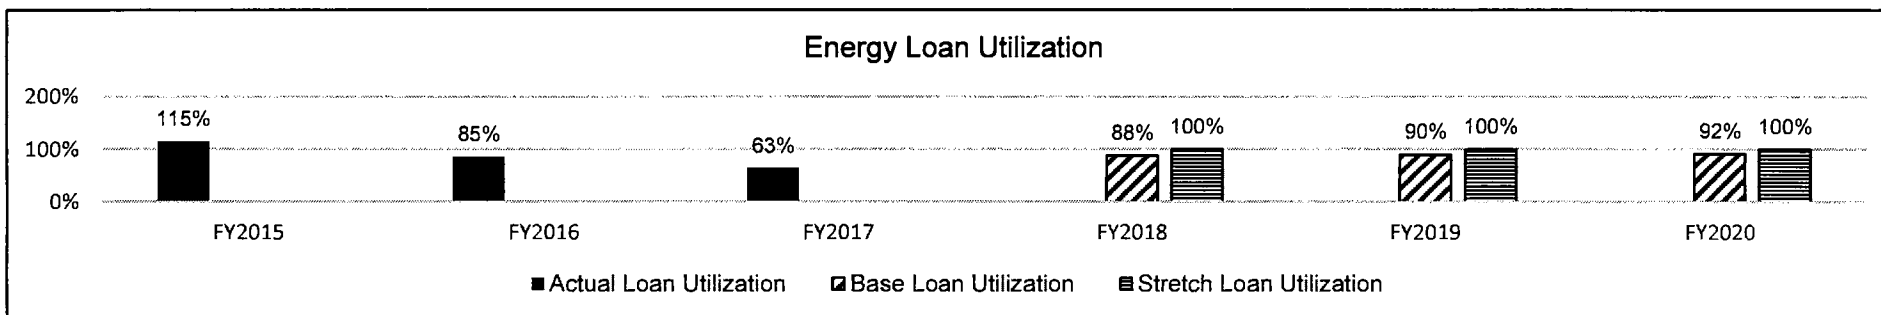 Energy Loan Utilization
200%
100%
0%
115%
85%
63%
88%
100%
90%
100%
92%
100%
FY2015
FY2016
FY2017
FY2018
FY2019
FY2020
Actual Loan Utilization
Base Loan Utilization
Stretch Loan Utilization